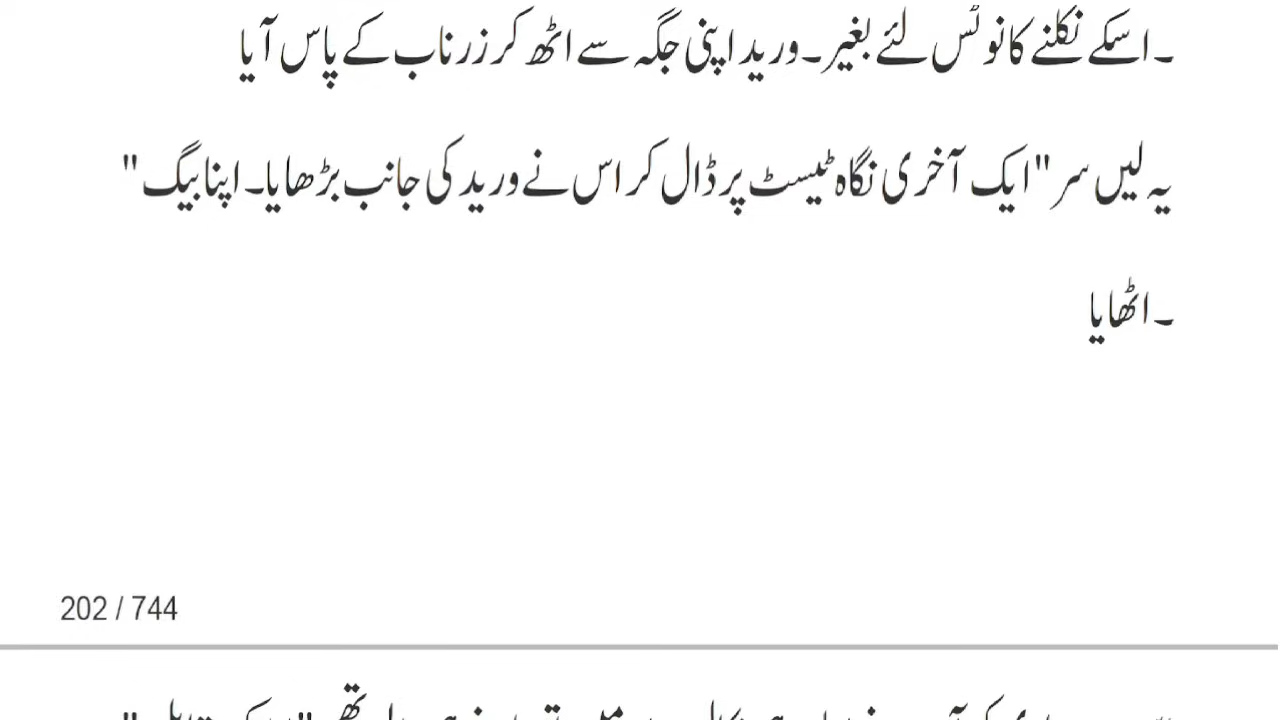 ۔اسکے نکلنے کا نوٹس لئے بغیر۔ورید اپنی جگہ سے اٹھ کر زرناب کے پاس آیا
یہ لیں سر "ایک آخری نگاہ ٹیسٹ پر ڈال کر اس نے ورید کی جانب بڑھایا۔اپنا بیگ"
۔اٹھایا
202 / 744